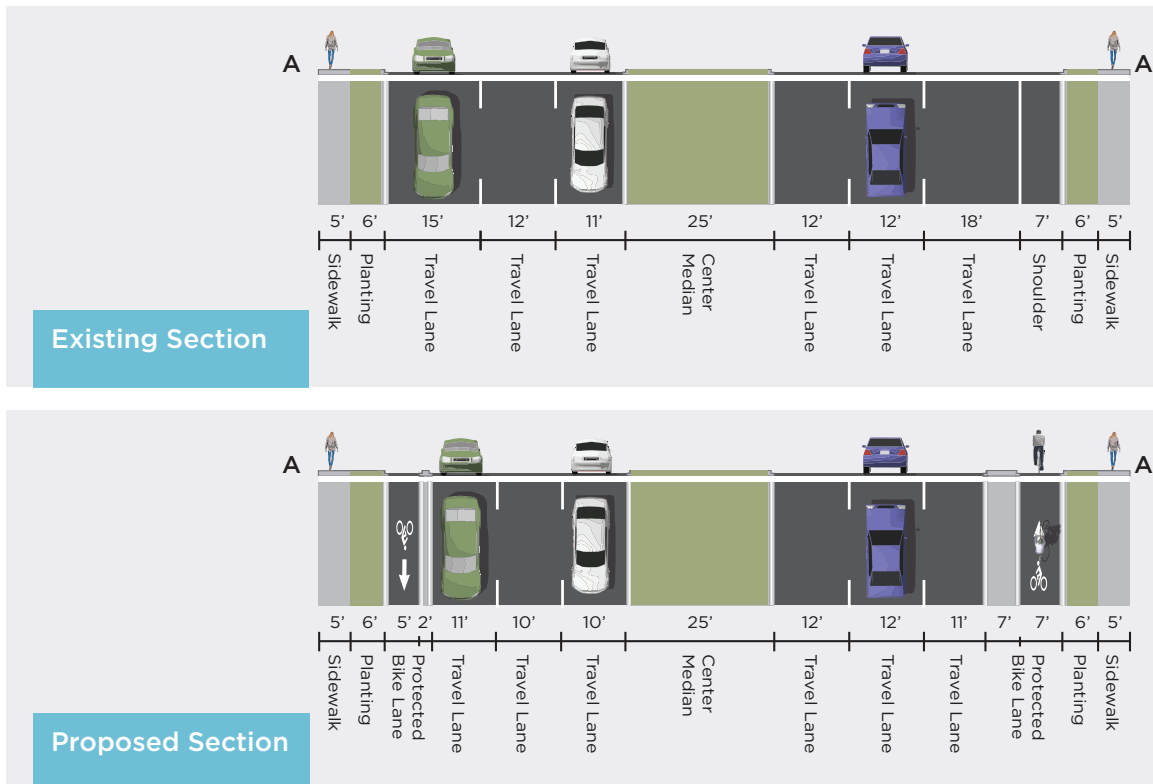 A
A
5’ 6’ 15’ 12’ 11’ 25’ 12’ 12’ 18’ 7’ 6’ 5’
Sidewalk
Planting
Travel Lane
Travel Lane
Travel Lane
Center
Median
Travel Lane
Travel Lane
Travel Lane
Shoulder
Planting
Sidewalk
Existing Section
A
A
5’ 6’ 5’ 2’ 11’ 10’ 10’ 25’ 12’ 12’ 11’ 7’ 7’ 6’ 5’
Sidewalk
Planting
Protected
Bike Lane
Travel Lane
Travel Lane
Travel Lane
Center
Median
Travel Lane
Travel Lane
Travel Lane
Protected
Bike Lane
Planting
Sidewalk
Proposed Section